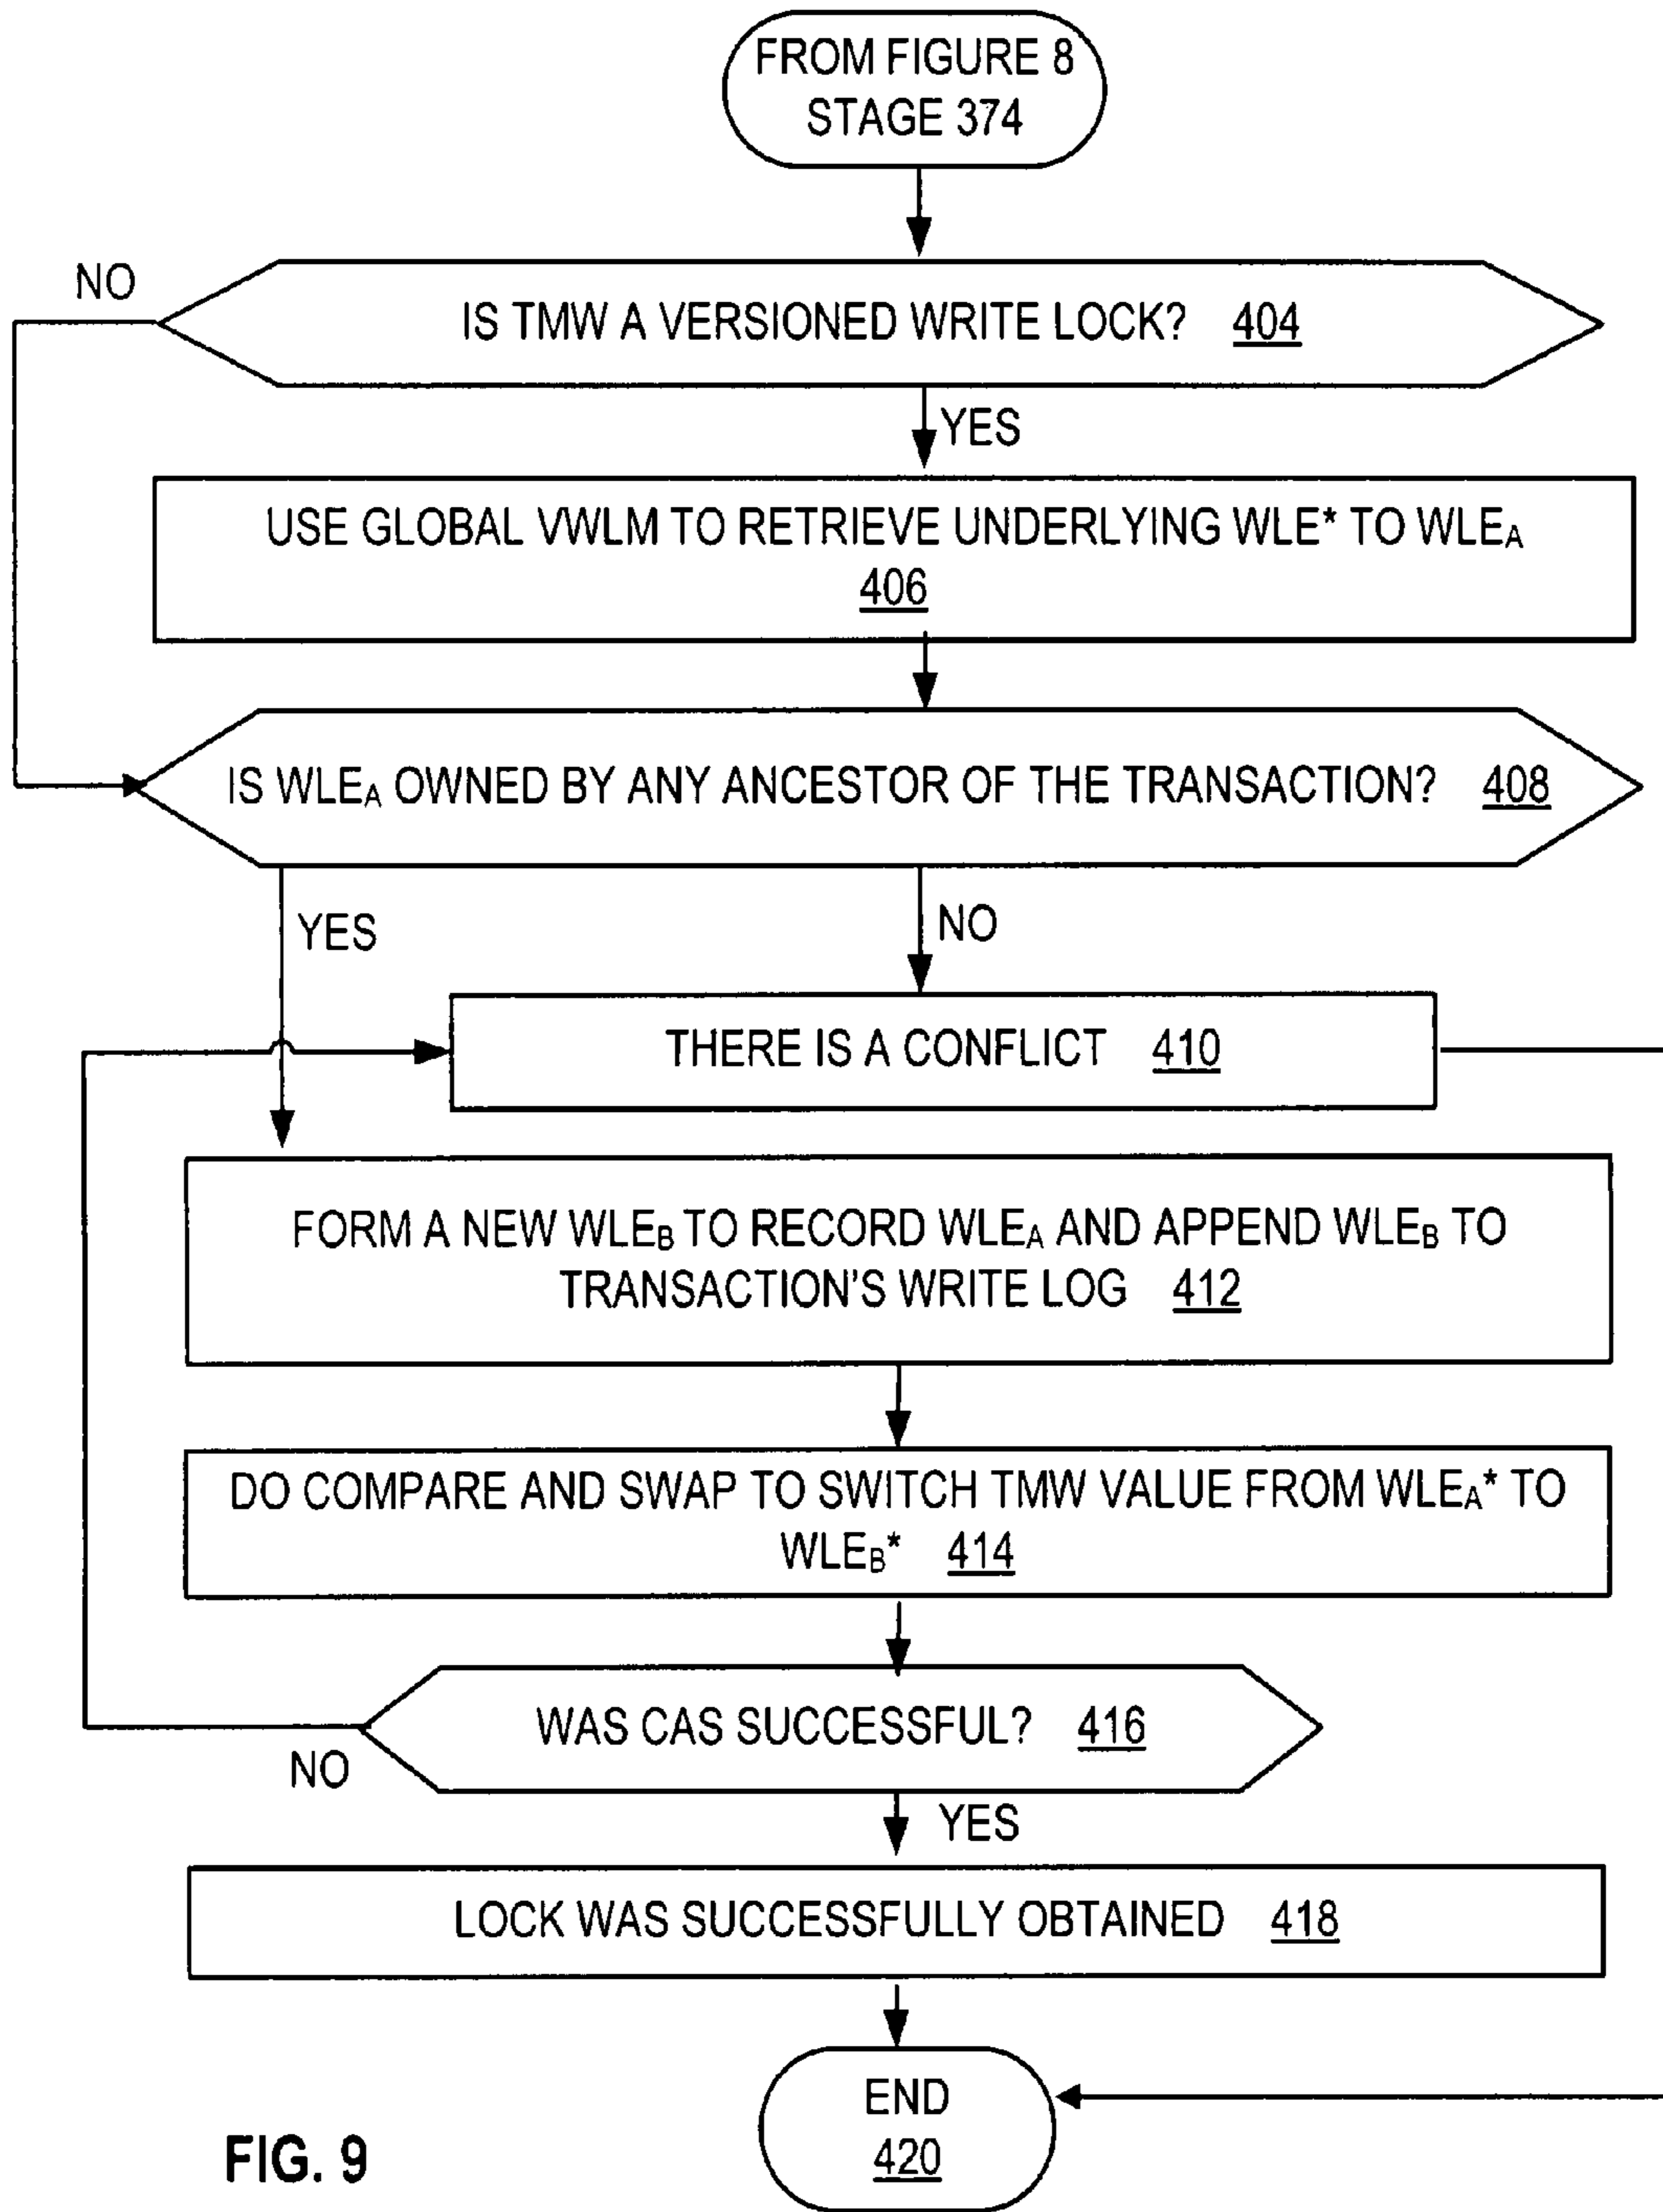 FROM FIGURE 8
STAGE 374
NO
IS TMW A VERSIONED WRITE LOCK? 404
YES
USE GLOBAL VWLM TO RETRIEVE UNDERLYING WLE* TO WLEA
406
IS WLEA OWNED BY ANY ANCESTOR OF THE TRANSACTION? 408
YES
NO
THERE IS A CONFLICT 410
FORM A NEW WLEB TO RECORD WLEA AND APPEND WLEB TO
TRANSACTION'S WRITE LOG 412
DO COMPARE AND SWAP TO SWITCH TMW VALUE FROM WLEA* TO
WLEB* 414
WAS CAS SUCCESSFUL? 416
NO
YES
LOCK WAS SUCCESSFULLY OBTAINED 418
END
420
FIG. 9